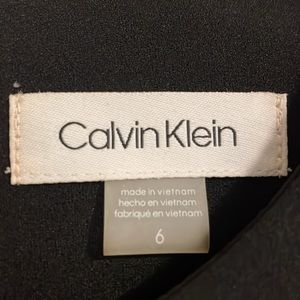 Calvin Klein
made in vietnam
hecho en vietnam
fabriqué en vietnam
6